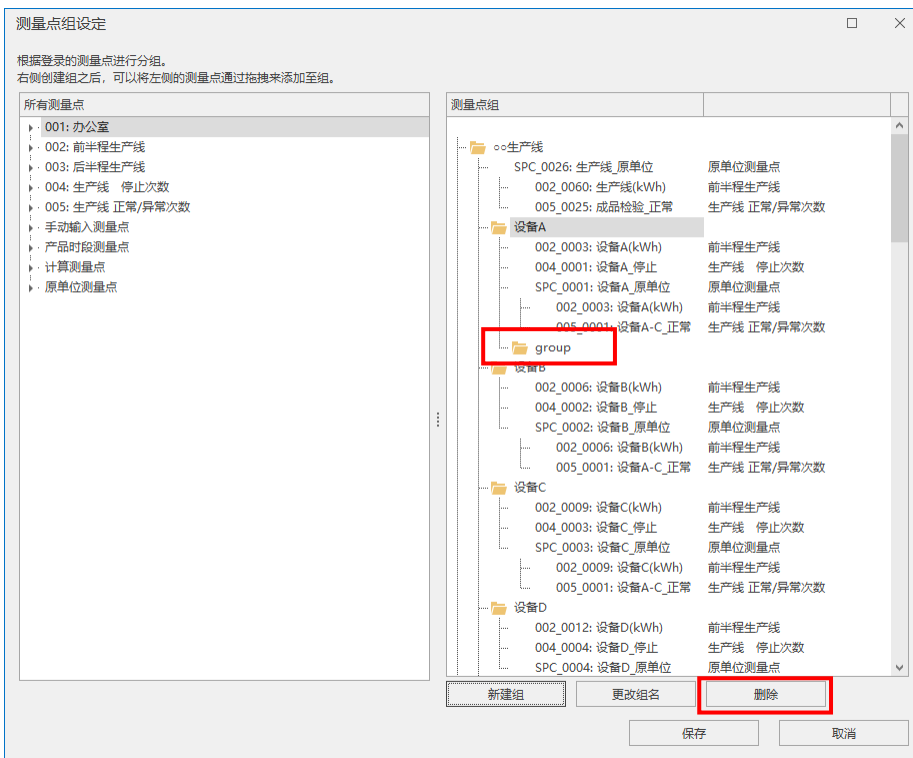 测量点组设定
根据登录的测量点进行分组。
右侧创建组之后，可以将左侧的测量点通过拖拽来添加至组。
所有测量点
001: 办公室
002: 前半程生产线
003: 后半程生产线
004: 生产线 停止次数
005: 生产线 正常/异常次数
手动输入测量点
产品时段测量点
计算测量点
原单位测量点
测量点组
○○生产线
SPC_0026: 生产线_原单位 原单位测量点
002_0060: 生产线(kWh) 前半程生产线
005_0025: 成品检验_正常 生产线 正常/异常次数
设备A
002_0003: 设备A(kWh) 前半程生产线
004_0001: 设备A_停止 生产线 停止次数
SPC_0001: 设备A_原单位 原单位测量点
002_0003: 设备A(kWh) 前半程生产线
005_0001: 设备A-C_正常 生产线 正常/异常次数
group
设备B
002_0006: 设备B(kWh) 前半程生产线
004_0002: 设备B_停止 生产线 停止次数
SPC_0002: 设备B_原单位 原单位测量点
002_0006: 设备B(kWh) 前半程生产线
005_0001: 设备A-C_正常 生产线 正常/异常次数
设备C
002_0009: 设备C(kWh) 前半程生产线
004_0003: 设备C_停止 生产线 停止次数
SPC_0003: 设备C_原单位 原单位测量点
002_0009: 设备C(kWh) 前半程生产线
005_0001: 设备A-C_正常 生产线 正常/异常次数
设备D
002_0012: 设备D(kWh) 前半程生产线
004_0004: 设备D_停止 生产线 停止次数
SPC_0004: 设备D_原单位 原单位测量点
新建组 更改组名 删除
保存 取消